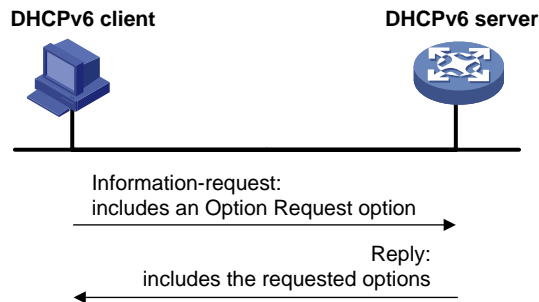 DHCPv6 client
DHCPv6 server
Information-request:
includes an Option Request option
Reply:
includes the requested options